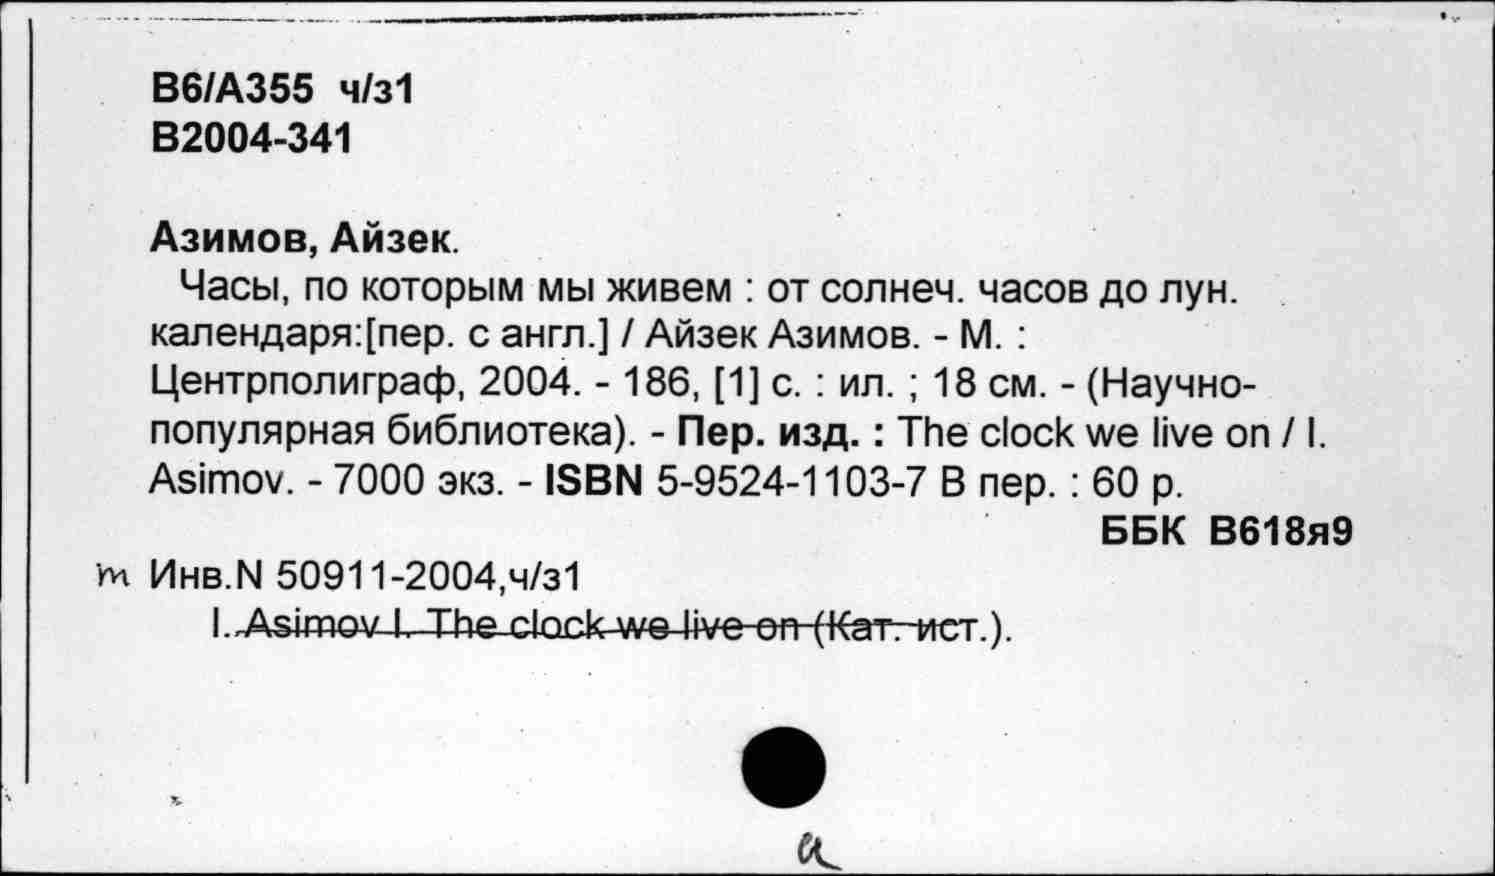 В6/А355 ч/з1
В2004-341
Азимов, Айзек.
Часы, по которым мы живем : от солнеч. часов до лун.
календаря:[пер. с англ.] / Айзек Азимов. - М. :
Центрполиграф, 2004. - 186, [1] с. : ил. ; 18 см. - (Научно-
популярная библиотека). - Пер. изд. : The clock we live on / I.
Asimov. - 7000 экз. - ISBN 5-9524-1103-7 В пер. : 60 р.
ББК В618я9
m Инв.N 50911-2004,ч/з1
I. Asimov I. The clock we live on (Кат. ист.).